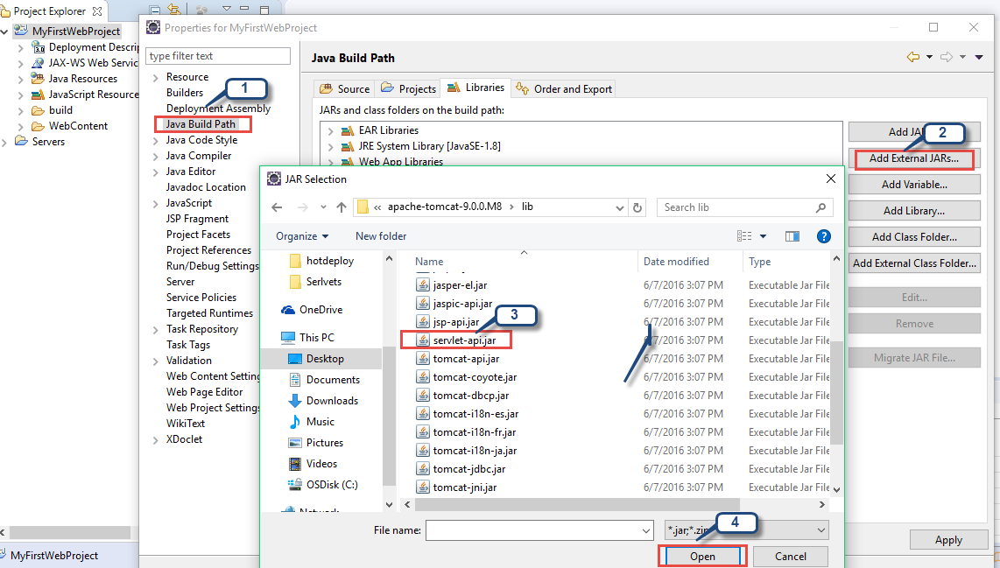 Project Explorer
MyFirstWebProject
Deployment Descri
JAX-WS Web Servic
Java Resources
JavaScript Resource
build
WebContent
Servers
MyFirstWebProject
Properties for MyFirstWebProject
type filter text
Resource
Builders
1
Deployment Assembly
Java Build Path
Java Code Style
Java Compiler
Java Editor
Javadoc Location
JavaScript
JSP Fragment
Project Facets
Project References
Run/Debug Settings
Server
Service Policies
Targeted Runtimes
Task Repository
Task Tags
Validation
Web Content Setting
Web Page Editor
Web Project Settings
WikiText
XDoclet
Java Build Path
Source
Projects
Libraries
Order and Export
JARs and class folders on the build path:
EAR Libraries
JRE System Library [JavaSE-1.8]
Web App Libraries
Add JA
2
Add External JARs...
Add Variable...
Add Library...
Add Class Folder...
Add External Class Folder...
Edit...
Remove
Migrate JAR File...
Apply
JAR Selection
« apache-tomcat-9.0.0.M8 › lib
Search lib
Organize
New folder
?
hotdeploy
Serlvets
OneDrive
This PC
Desktop
Documents
Downloads
Music
Pictures
Videos
OSDisk (C:)
Network
Name Date modified Type
jasper-el.jar 6/7/2016 3:07 PM Executable Jar File
jaspic-api.jar 6/7/2016 3:07 PM Executable Jar File
3
jsp-api.jar 6/7/2016 3:07 PM Executable Jar File
servlet-api.jar 6/7/2016 3:07 PM Executable Jar File
tomcat-api.jar 6/7/2016 3:07 PM Executable Jar File
tomcat-coyote.jar 6/7/2016 3:07 PM Executable Jar File
tomcat-dbcp.jar 6/7/2016 3:07 PM Executable Jar File
tomcat-i18n-es.jar 6/7/2016 3:07 PM Executable Jar File
tomcat-i18n-fr.jar 6/7/2016 3:07 PM Executable Jar File
tomcat-i18n-ja.jar 6/7/2016 3:07 PM Executable Jar File
tomcat-jdbc.jar 6/7/2016 3:07 PM Executable Jar File
tomcat-jni.jar 6/7/2016 3:07 PM Executable Jar File
File name:
*.jar;*.zip
4
Open
Cancel